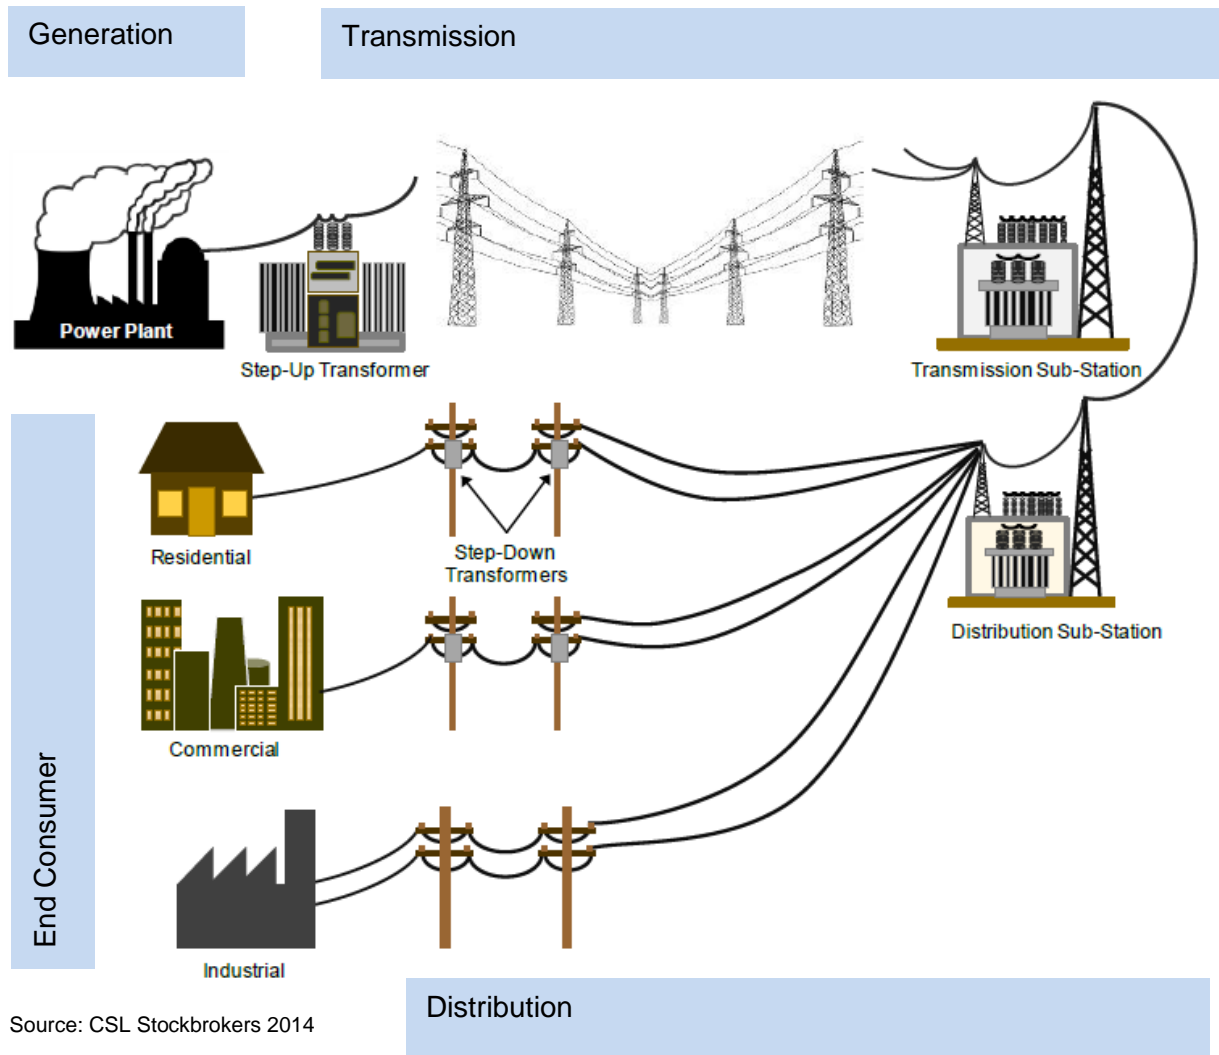 Generation
Transmission
Power Plant
Step-Up Transformer
Transmission Sub-Station
Residential
Step-Down
Transformers
Distribution Sub-Station
Commercial
End Consumer
Industrial
Distribution
Source: CSL Stockbrokers 2014